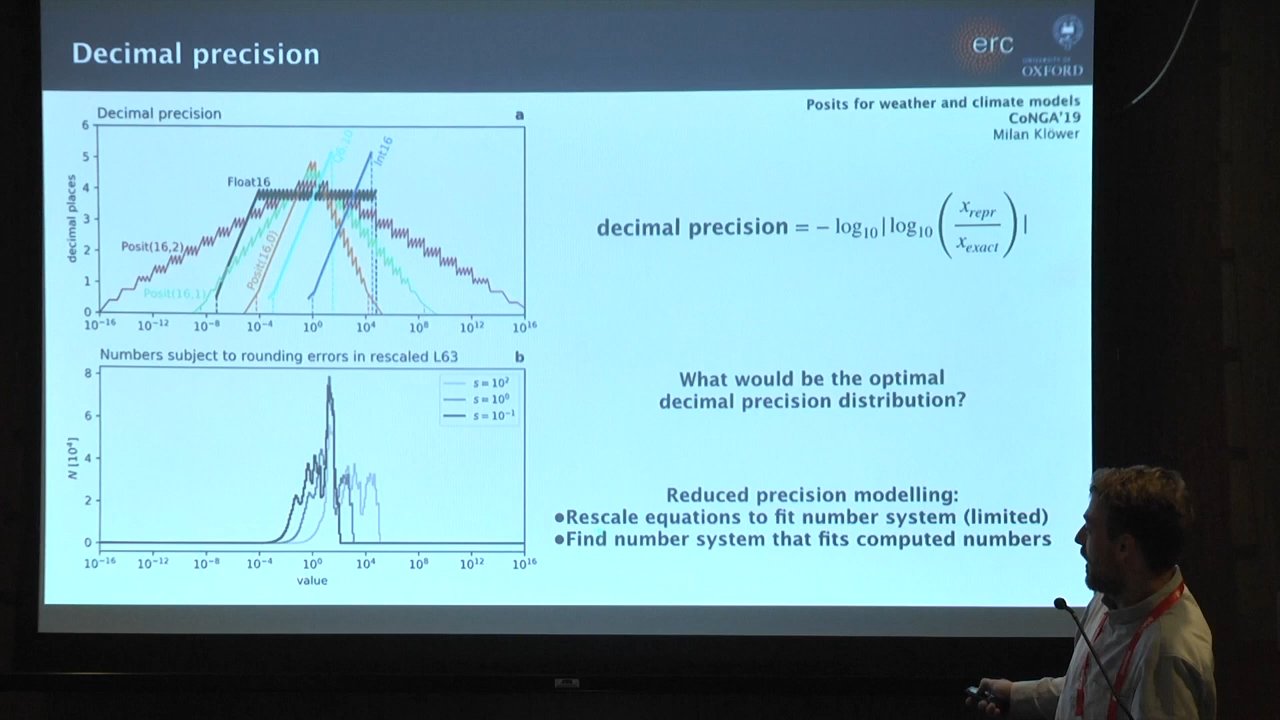 Decimal precision
erc
UNIVERSITY OF
OXFORD
Posits for weather and climate models
CoNGA'19
Milan Klöwer
Decimal precision
a
decimal places
6
5
4
3
2
1
0
Float16
Posit(16,2)
Posit(16,1)
Posit(16,0)
Q6.10
Int16
10⁻¹⁶ 10⁻¹² 10⁻⁸ 10⁻⁴ 10⁰ 10⁴ 10⁸ 10¹² 10¹⁶
decimal precision = − log₁₀ | log₁₀ ( x_repr / x_exact ) |
Numbers subject to rounding errors in rescaled L63
b
N [10⁴]
8
6
4
2
0
s = 10²
s = 10⁰
s = 10⁻¹
10⁻¹⁶ 10⁻¹² 10⁻⁸ 10⁻⁴ 10⁰ 10⁴ 10⁸ 10¹² 10¹⁶
value
What would be the optimal
decimal precision distribution?
Reduced precision modelling:
●Rescale equations to fit number system (limited)
●Find number system that fits computed numbers